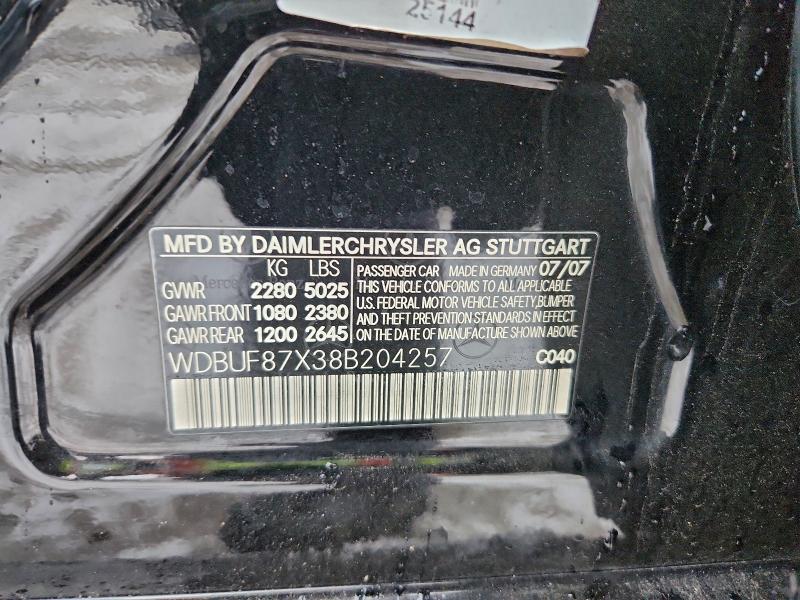 25144
MFD BY DAIMLERCHRYSLER AG STUTTGART
KG LBS
GVWR 2280 5025
GAWR FRONT 1080 2380
GAWR REAR 1200 2645
PASSENGER CAR MADE IN GERMANY 07/07
THIS VEHICLE CONFORMS TO ALL APPLICABLE
U.S. FEDERAL MOTOR VEHICLE SAFETY, BUMPER
AND THEFT PREVENTION STANDARDS IN EFFECT
ON THE DATE OF MANUFACTURE SHOWN ABOVE
WDBUF87X38B204257 C040